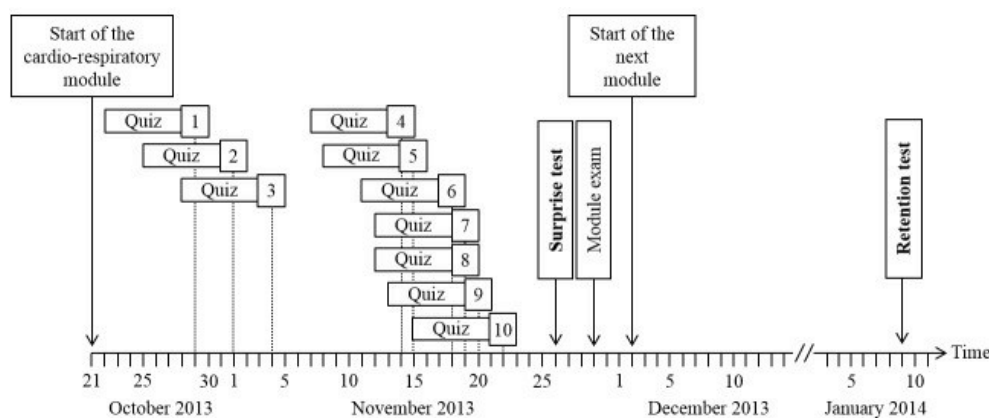 Start of the
cardio-respiratory
module
Start of the
next
module
Quiz 1
Quiz 2
Quiz 3
Quiz 4
Quiz 5
Quiz 6
Quiz 7
Quiz 8
Quiz 9
Quiz 10
Surprise test
Module exam
Retention test
21 25 30 1 5 10 15 20 25 1 5 10 // 5 10 Time
October 2013 November 2013 December 2013 January 2014